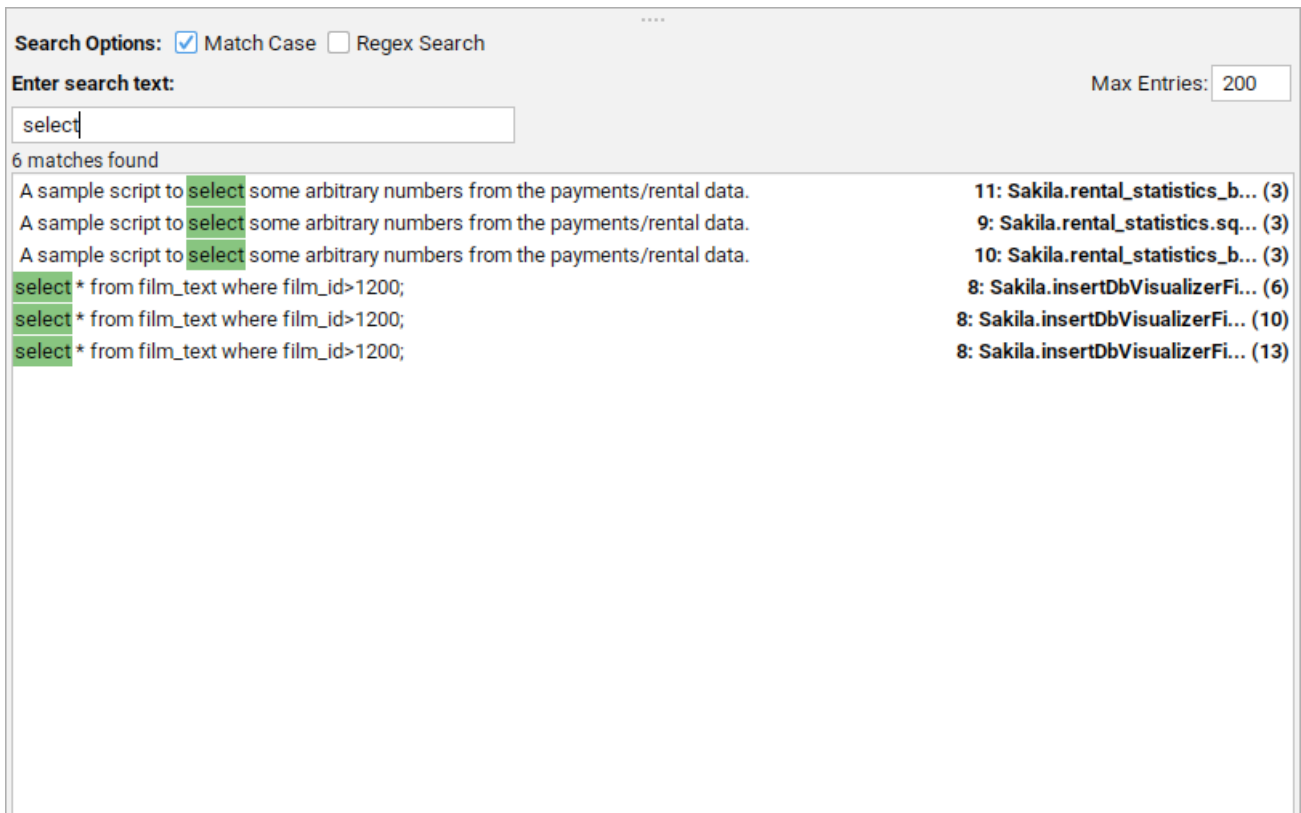 Search Options: Match Case Regex Search
Enter search text: Max Entries: 200
select
6 matches found
A sample script to select some arbitrary numbers from the payments/rental data. 11: Sakila.rental_statistics_b... (3)
A sample script to select some arbitrary numbers from the payments/rental data. 9: Sakila.rental_statistics.sq... (3)
A sample script to select some arbitrary numbers from the payments/rental data. 10: Sakila.rental_statistics_b... (3)
select * from film_text where film_id>1200; 8: Sakila.insertDbVisualizerFi... (6)
select * from film_text where film_id>1200; 8: Sakila.insertDbVisualizerFi... (10)
select * from film_text where film_id>1200; 8: Sakila.insertDbVisualizerFi... (13)